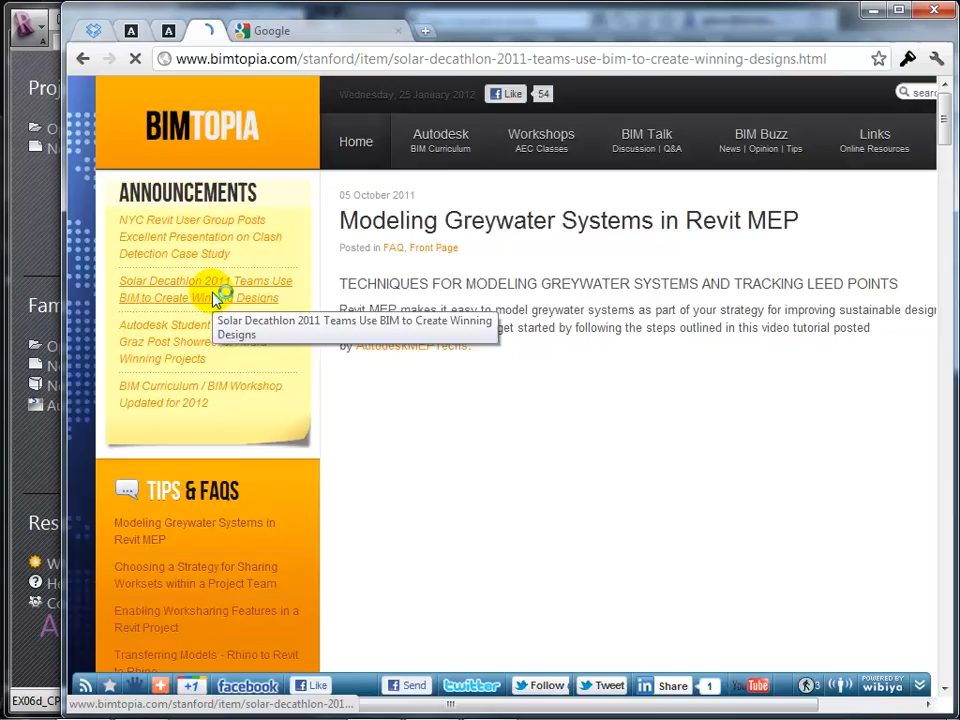 Google
www.bimtopia.com/stanford/item/solar-decathlon-2011-teams-use-bim-to-create-winning-designs.html
BIMTOPIA
Wednesday, 25 January 2012
Like
54
Home
Autodesk
BIM Curriculum
Workshops
AEC Classes
BIM Talk
Discussion | Q&A
BIM Buzz
News | Opinion | Tips
Links
Online Resources
ANNOUNCEMENTS
NYC Revit User Group Posts
Excellent Presentation on Clash
Detection Case Study
Solar Decathlon 2011 Teams Use
BIM to Create Designs
Solar Decathlon 2011 Teams Use BIM to Create Winning
Designs
Autodesk Student
Graz Post
Winning Projects
BIM Curriculum / BIM Workshop
Updated for 2012
05 October 2011
Modeling Greywater Systems in Revit MEP
Posted in FAQ, Front Page
TECHNIQUES FOR MODELING GREYWATER SYSTEMS AND TRACKING LEED POINTS
Revit MEP makes it easy to model greywater systems as part of your strategy for improving sustainable
get started by following the steps outlined in this video tutorial posted
by AutodeskMEPTechs.
TIPS & FAQS
Modeling Greywater Systems in
Revit MEP
Choosing a Strategy for Sharing
Worksets within a Project Team
Enabling Worksharing Features in a
Revit Project
Transferring Models - Rhino to Revit
to Rhino
+1
facebook
Like
Send
twitter
Follow
Tweet
in Share
1
YouTube
3
POWERED BY
wibiya
www.bimtopia.com/stanford/item/solar-decathlon-201...